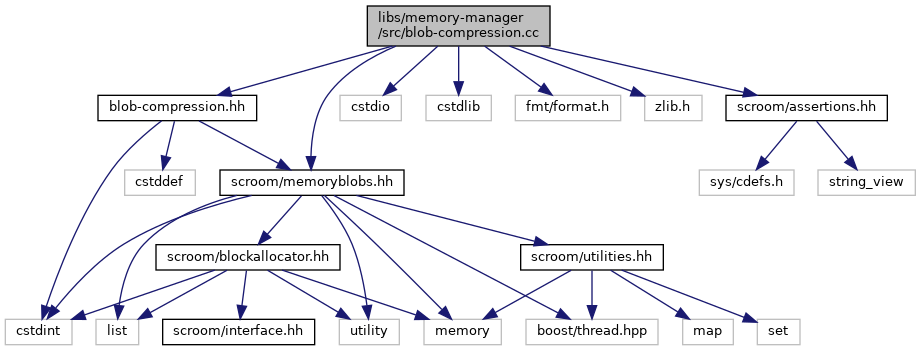 libs/memory-manager
/src/blob-compression.cc
blob-compression.hh
cstdio
cstdlib
fmt/format.h
zlib.h
scroom/assertions.hh
cstddef
scroom/memoryblobs.hh
sys/cdefs.h
string_view
scroom/blockallocator.hh
scroom/utilities.hh
cstdint
list
scroom/interface.hh
utility
memory
boost/thread.hpp
map
set